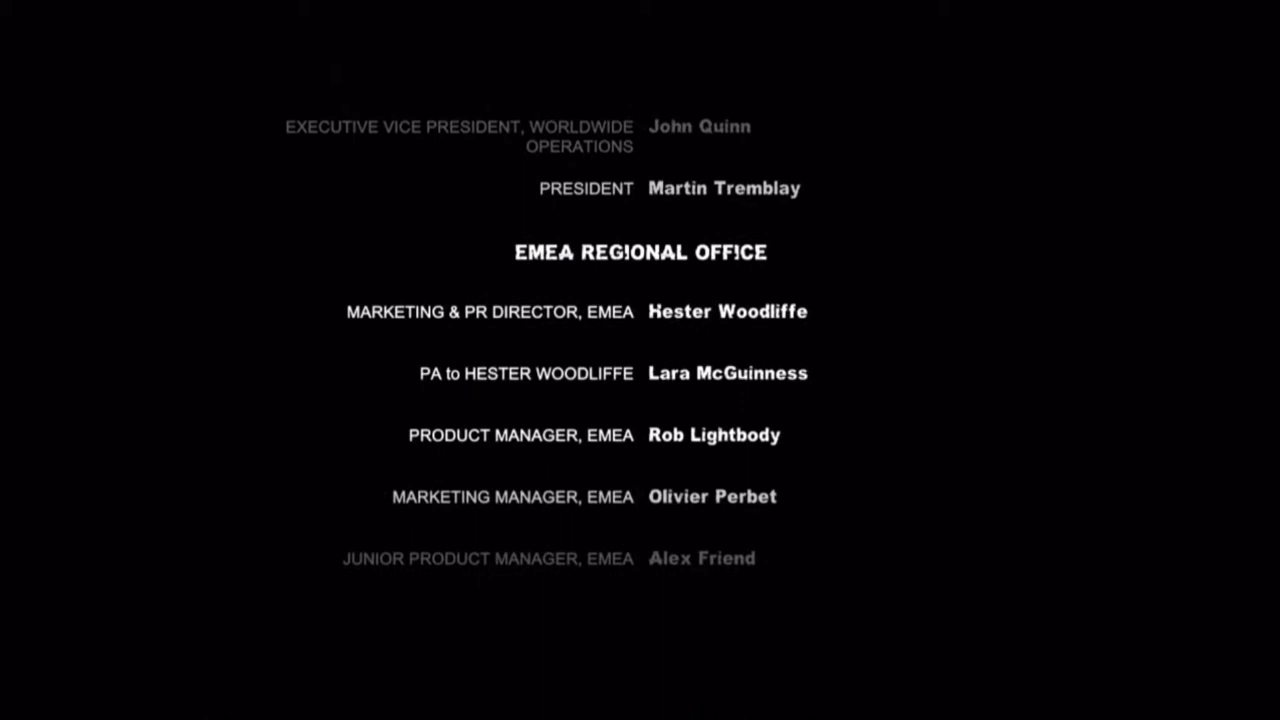 EXECUTIVE VICE PRESIDENT, WORLDWIDE John Quinn
OPERATIONS
PRESIDENT Martin Tremblay
EMEA REGIONAL OFFICE
MARKETING & PR DIRECTOR, EMEA Hester Woodliffe
PA to HESTER WOODLIFFE Lara McGuinness
PRODUCT MANAGER, EMEA Rob Lightbody
MARKETING MANAGER, EMEA Olivier Perbet
JUNIOR PRODUCT MANAGER, EMEA Alex Friend